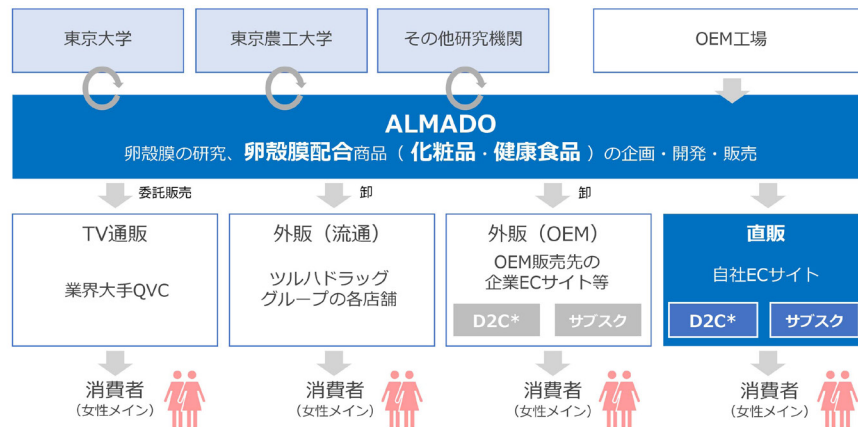 東京大学
東京農工大学
その他研究機関
OEM工場
ALMADO
卵殻膜の研究、卵殻膜配合商品（ 化粧品・健康食品 ）の企画・開発・販売
委託販売
卸
卸
TV通販
業界大手QVC
外販（流通）
ツルハドラッグ
グループの各店舗
外販（OEM）
OEM販売先の
企業ECサイト等
D2C*
サブスク
直販
自社ECサイト
D2C*
サブスク
消費者
（女性メイン）
消費者
（女性メイン）
消費者
（女性メイン）
消費者
（女性メイン）